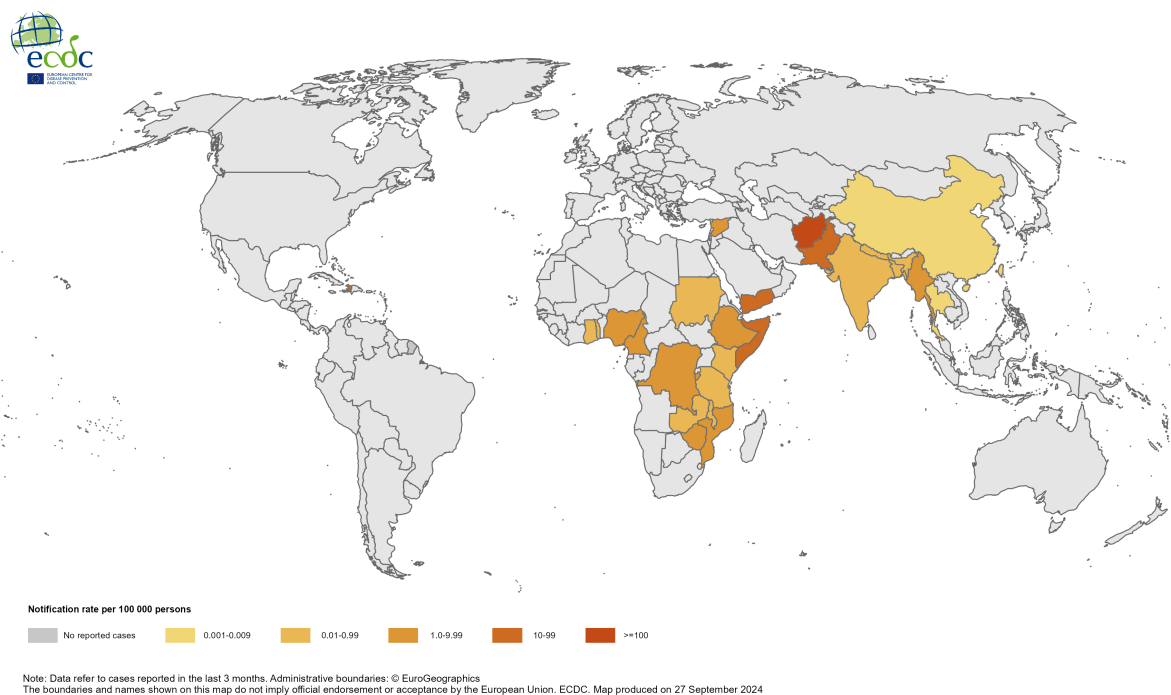 ecdc
EUROPEAN CENTRE FOR
DISEASE PREVENTION
AND CONTROL
Notification rate per 100 000 persons
No reported cases
0.001-0.009
0.01-0.99
1.0-9.99
10-99
>=100
Note: Data refer to cases reported in the last 3 months. Administrative boundaries: © EuroGeographics
The boundaries and names shown on this map do not imply official endorsement or acceptance by the European Union. ECDC. Map produced on 27 September 2024